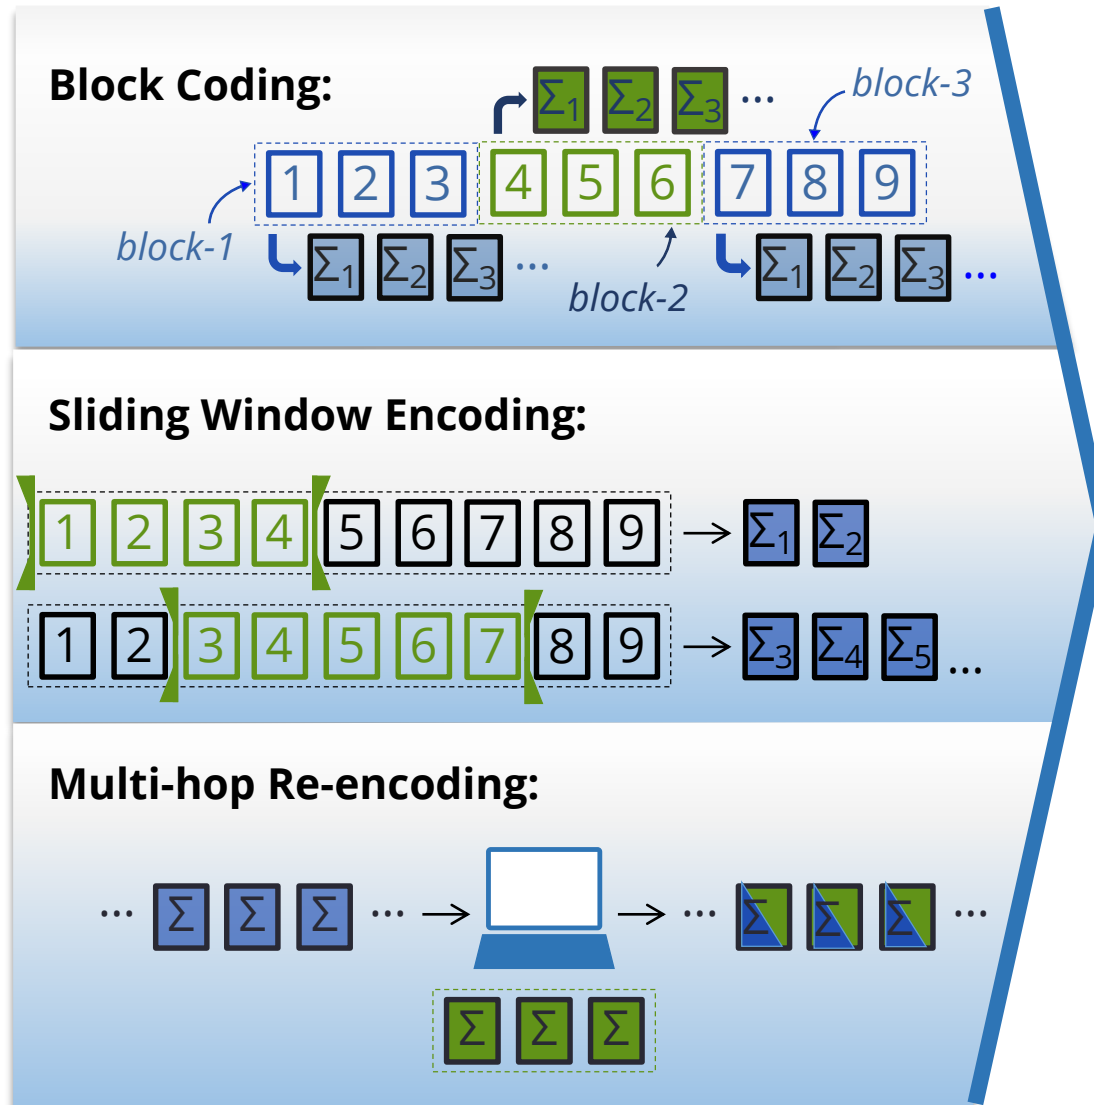 Block Coding:
Σ1 Σ2 Σ3 ...
block-3
1 2 3 4 5 6 7 8 9
block-1
Σ1 Σ2 Σ3 ...
block-2
Σ1 Σ2 Σ3 ...
Sliding Window Encoding:
1 2 3 4 5 6 7 8 9 → Σ1 Σ2
1 2 3 4 5 6 7 8 9 → Σ3 Σ4 Σ5 ...
Multi-hop Re-encoding:
... Σ Σ Σ ... → → ... Σ Σ Σ ...
Σ Σ Σ